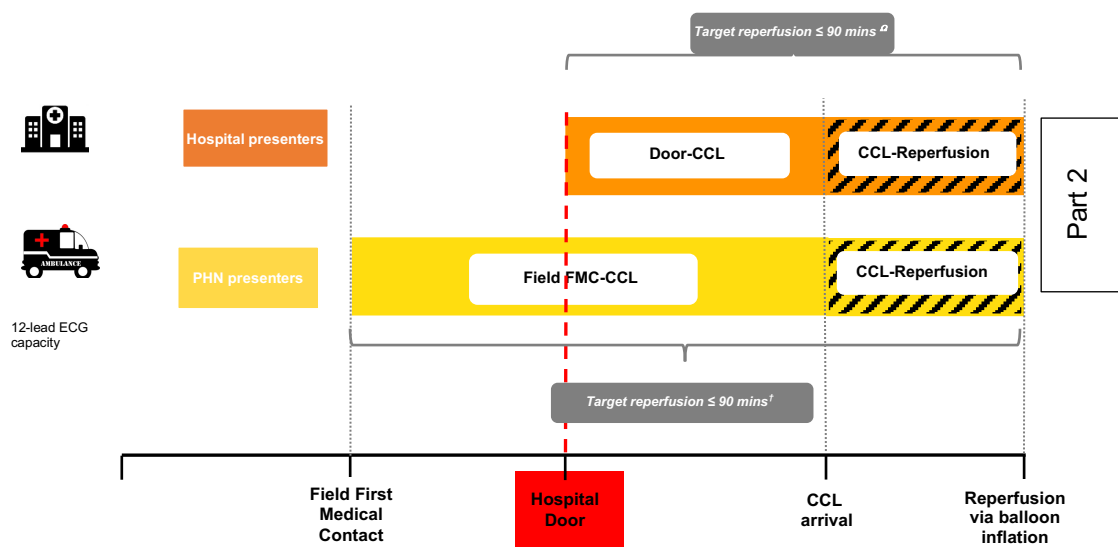 Target reperfusion ≤ 90 mins Ω
Hospital presenters
Door-CCL
CCL-Reperfusion
Part 2
AMBULANCE
PHN presenters
Field FMC-CCL
CCL-Reperfusion
12-lead ECG
capacity
Target reperfusion ≤ 90 mins†
Field First
Medical
Contact
Hospital
Door
CCL
arrival
Reperfusion
via balloon
inflation